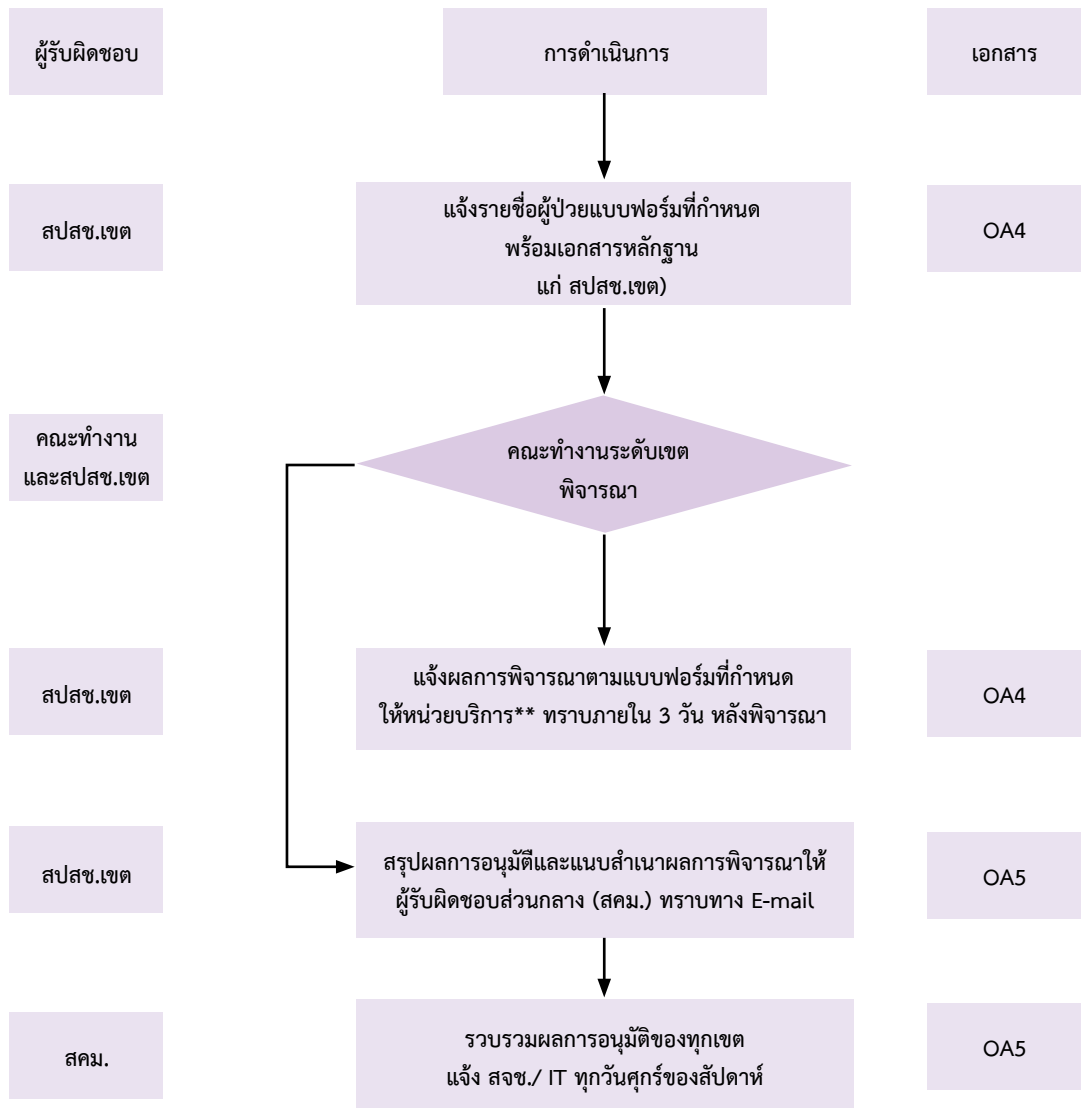 ผู้รับผิดชอบ
การดำเนินการ
เอกสาร
สปสช.เขต
แจ้งรายชื่อผู้ป่วยแบบฟอร์มที่กำหนด
พร้อมเอกสารหลักฐาน
แก่ สปสช.เขต)
OA4
คณะทำงาน
และสปสช.เขต
คณะทำงานระดับเขต
พิจารณา
สปสช.เขต
แจ้งผลการพิจารณาตามแบบฟอร์มที่กำหนด
ให้หน่วยบริการ** ทราบภายใน 3 วัน หลังพิจารณา
OA4
สปสช.เขต
สรุปผลการอนุมัตีและแนบสำเนาผลการพิจารณาให้
ผู้รับผิดชอบส่วนกลาง (สคม.) ทราบทาง E-mail
OA5
สคม.
รวบรวมผลการอนุมัติของทุกเขต
แจ้ง สจช./ IT ทุกวันศุกร์ของสัปดาห์
OA5